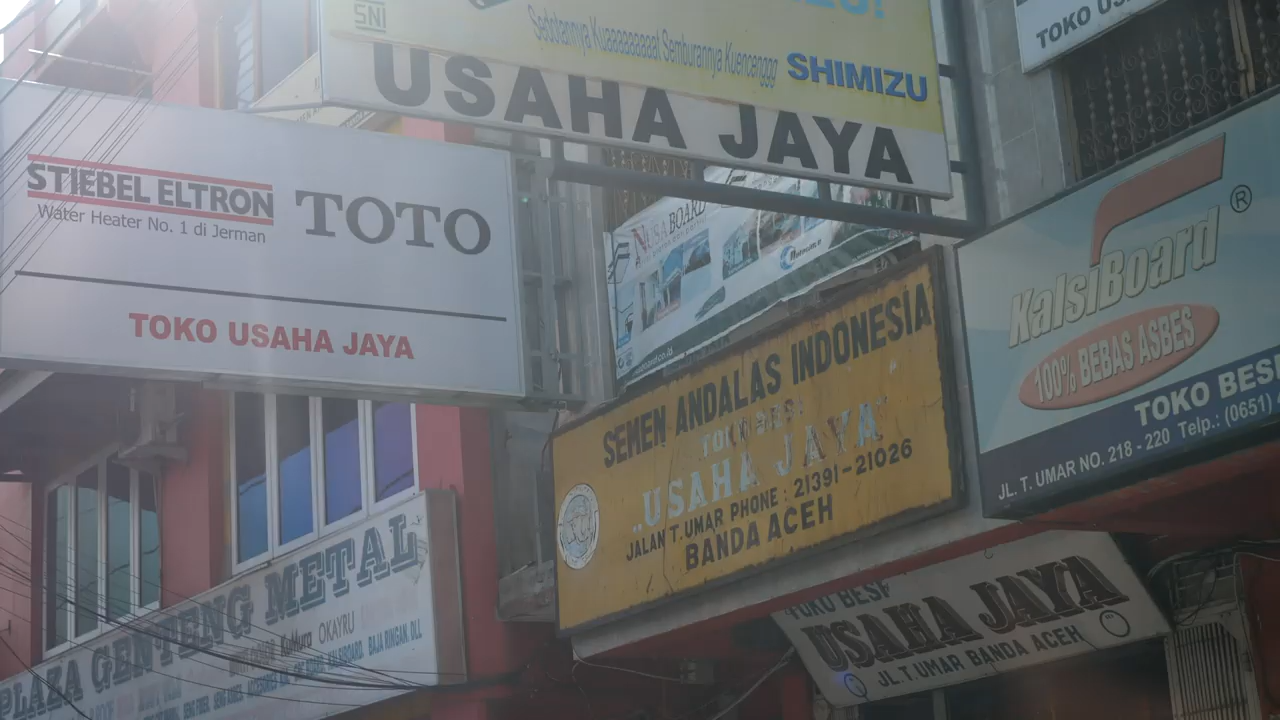 SNI
Sedotannya Kuaaaaaaaat Semburannya Kuencenggg
SHIMIZU
USAHA JAYA
STIEBEL ELTRON
Water Heater No. 1 di Jerman
TOTO
TOKO USAHA JAYA
NUSABOARD
SEMEN ANDALAS INDONESIA
TOKO BESI
"USAHA JAYA"
JALAN T.UMAR PHONE : 21391-21026
BANDA ACEH
KalsiBoard ®
100% BEBAS ASBES
TOKO BESI
JL. T. UMAR NO. 218 - 220 Telp.: (0651)
PLAZA GENTENG METAL
OKAYRU
BAJA RINGAN. DLL
TOKO BESI
USAHA JAYA
JL.T.UMAR BANDA ACEH
TOKO